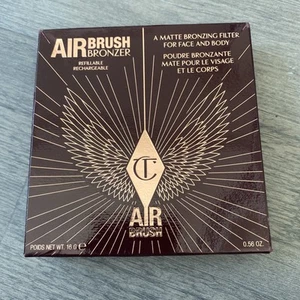 AIRBRUSH
BRONZER
REFILLABLE
RECHARGEABLE
A MATTE BRONZING FILTER
FOR FACE AND BODY
POUDRE BRONZANTE
MATE POUR LE VISAGE
ET LE CORPS
CT
AIR
BRUSH
POIDS NET WT. 16 G ℮
0.56 OZ.